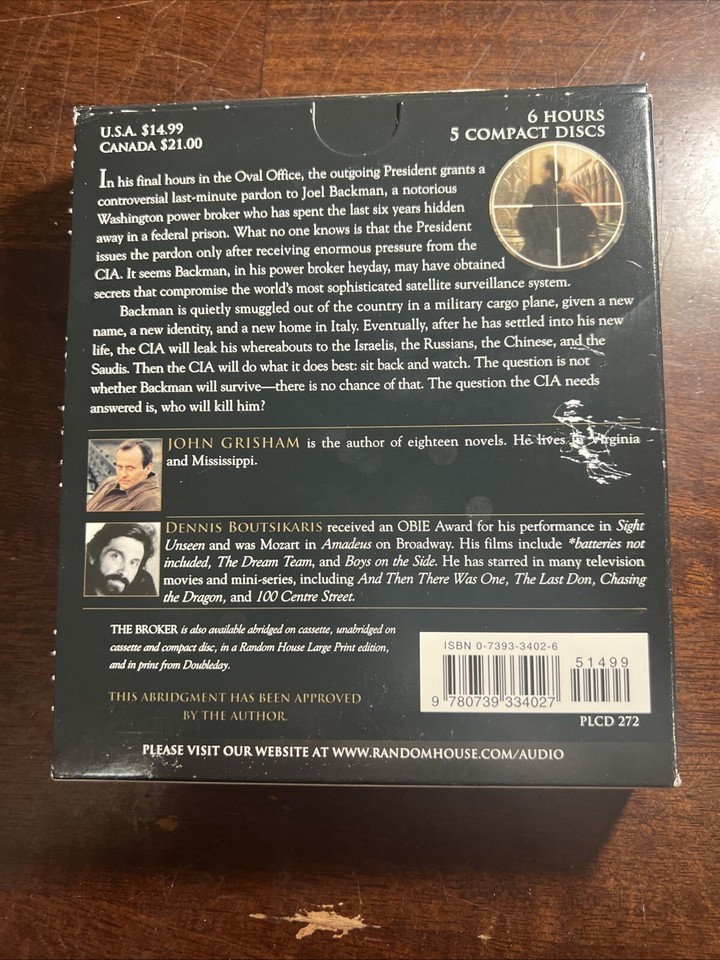 U.S.A. $14.99
CANADA $21.00
6 HOURS
5 COMPACT DISCS
In his final hours in the Oval Office, the outgoing President grants a
controversial last-minute pardon to Joel Backman, a notorious
Washington power broker who has spent the last six years hidden
away in a federal prison. What no one knows is that the President
issues the pardon only after receiving enormous pressure from the
CIA. It seems Backman, in his power broker heyday, may have obtained
secrets that compromise the world's most sophisticated satellite surveillance system.
Backman is quietly smuggled out of the country in a military cargo plane, given a new
name, a new identity, and a new home in Italy. Eventually, after he has settled into his new
life, the CIA will leak his whereabouts to the Israelis, the Russians, the Chinese, and the
Saudis. Then the CIA will do what it does best: sit back and watch. The question is not
whether Backman will survive—there is no chance of that. The question the CIA needs
answered is, who will kill him?
JOHN GRISHAM is the author of eighteen novels. He lives in Virginia
and Mississippi.
DENNIS BOUTSIKARIS received an OBIE Award for his performance in Sight
Unseen and was Mozart in Amadeus on Broadway. His films include *batteries not
included, The Dream Team, and Boys on the Side. He has starred in many television
movies and mini-series, including And Then There Was One, The Last Don, Chasing
the Dragon, and 100 Centre Street.
THE BROKER is also available abridged on cassette, unabridged on
cassette and compact disc, in a Random House Large Print edition,
and in print from Doubleday.
THIS ABRIDGMENT HAS BEEN APPROVED
BY THE AUTHOR.
ISBN 0-7393-3402-6
51499
9 780739 334027
PLCD 272
PLEASE VISIT OUR WEBSITE AT WWW.RANDOMHOUSE.COM/AUDIO